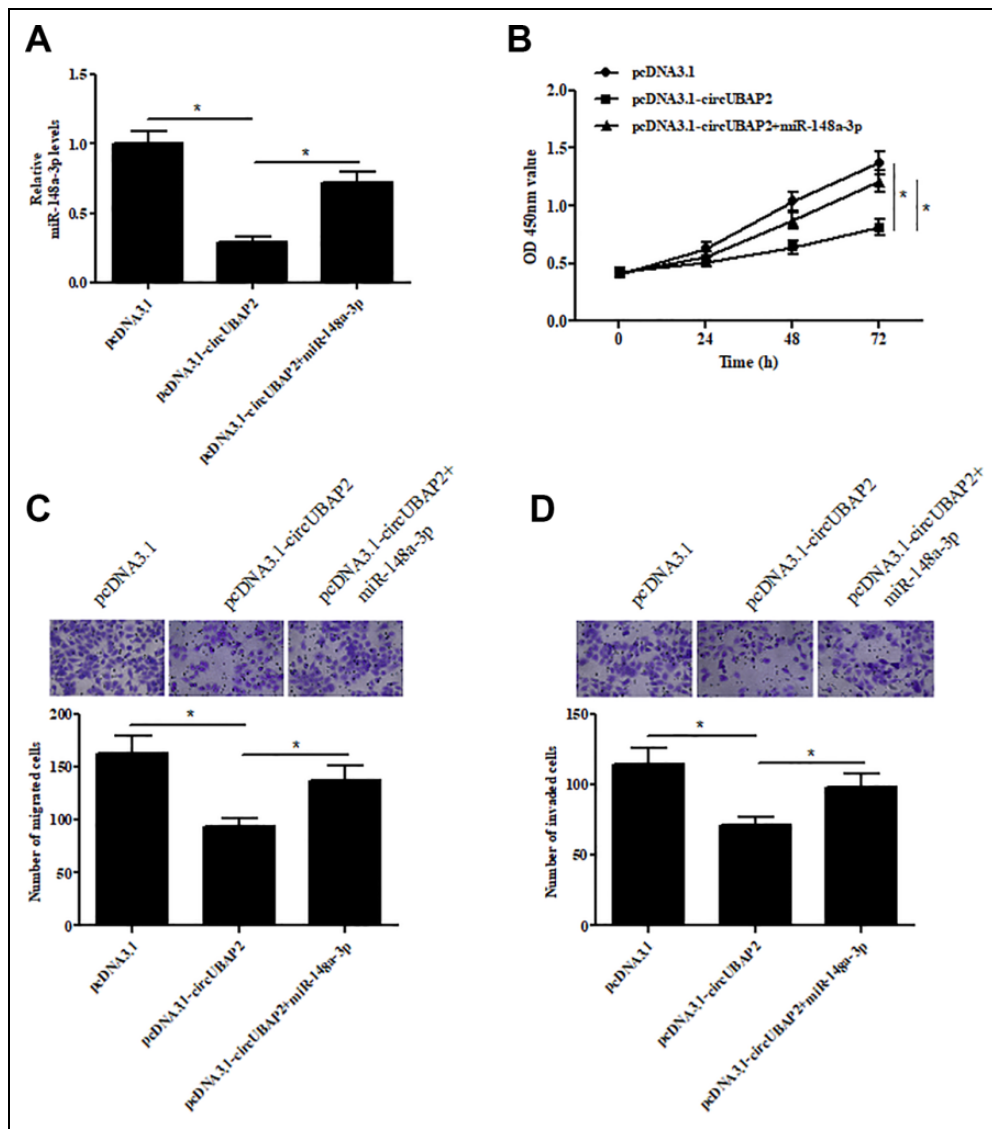 A
Relative
miR-148a-3p levels
1.5
1.0
0.5
0.0
*
*
pcDNA3.1
pcDNA3.1-circUBAP2
pcDNA3.1-circUBAP2+miR-148a-3p
B
pcDNA3.1
pcDNA3.1-circUBAP2
pcDNA3.1-circUBAP2+miR-148a-3p
OD 450nm value
2.0
1.5
1.0
0.5
0.0
*
*
0
24
48
72
Time (h)
C
pcDNA3.1
pcDNA3.1-circUBAP2
pcDNA3.1-circUBAP2+
miR-148a-3p
Number of migrated cells
200
150
100
50
0
*
*
pcDNA3.1
pcDNA3.1-circUBAP2
pcDNA3.1-circUBAP2+miR-148a-3p
D
pcDNA3.1
pcDNA3.1-circUBAP2
pcDNA3.1-circUBAP2+
miR-148a-3p
Number of invaded cells
150
100
50
0
*
*
pcDNA3.1
pcDNA3.1-circUBAP2
pcDNA3.1-circUBAP2+miR-148a-3p